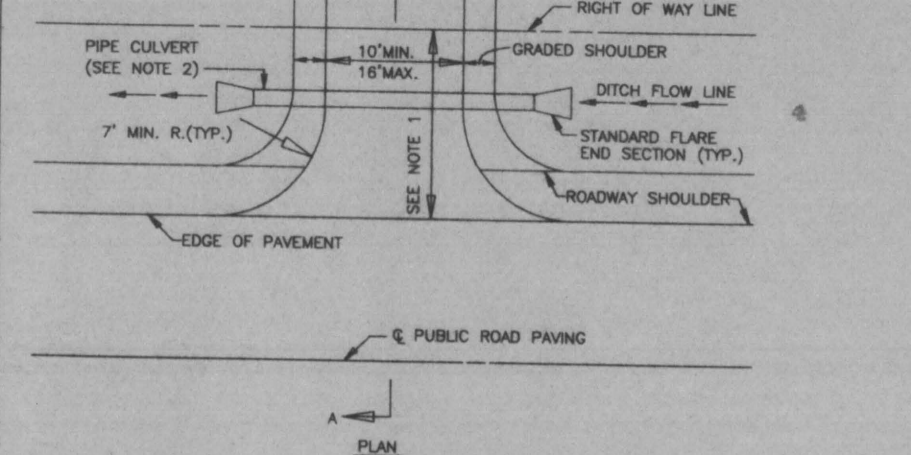 RIGHT OF WAY LINE
PIPE CULVERT
(SEE NOTE 2)
10'MIN.
16'MAX.
GRADED SHOULDER
DITCH FLOW LINE
7' MIN. R.(TYP.)
SEE NOTE 1
STANDARD FLARE
END SECTION (TYP.)
ROADWAY SHOULDER
EDGE OF PAVEMENT
℄ PUBLIC ROAD PAVING
A
PLAN